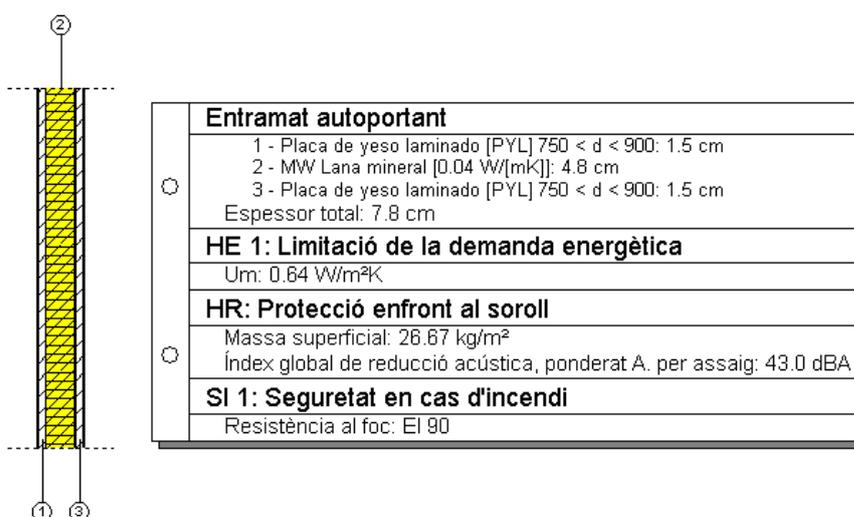 2
Entramat autoportant
1 - Placa de yeso laminado [PYL] 750 < d < 900: 1.5 cm
2 - MW Lana mineral [0.04 W/[mK]]: 4.8 cm
3 - Placa de yeso laminado [PYL] 750 < d < 900: 1.5 cm
Espessor total: 7.8 cm
HE 1: Limitació de la demanda energètica
Um: 0.64 W/m²K
HR: Protecció enfront al soroll
Massa superficial: 26.67 kg/m²
Índex global de reducció acústica, ponderat A. per assaig: 43.0 dBA
SI 1: Seguretat en cas d'incendi
Resistència al foc: EI 90
1 3